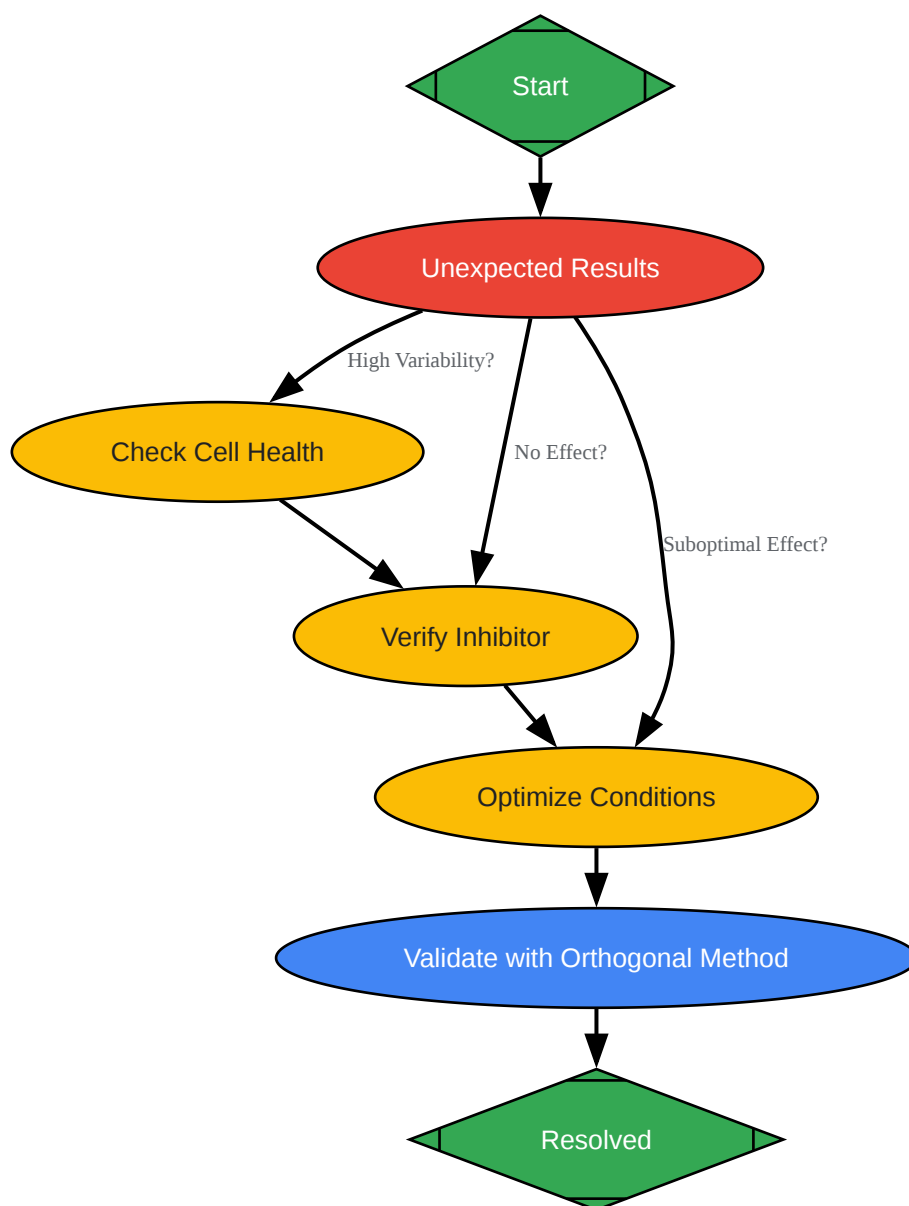 Start
Unexpected Results
High Variability?
Check Cell Health
No Effect?
Suboptimal Effect?
Verify Inhibitor
Optimize Conditions
Validate with Orthogonal Method
Resolved